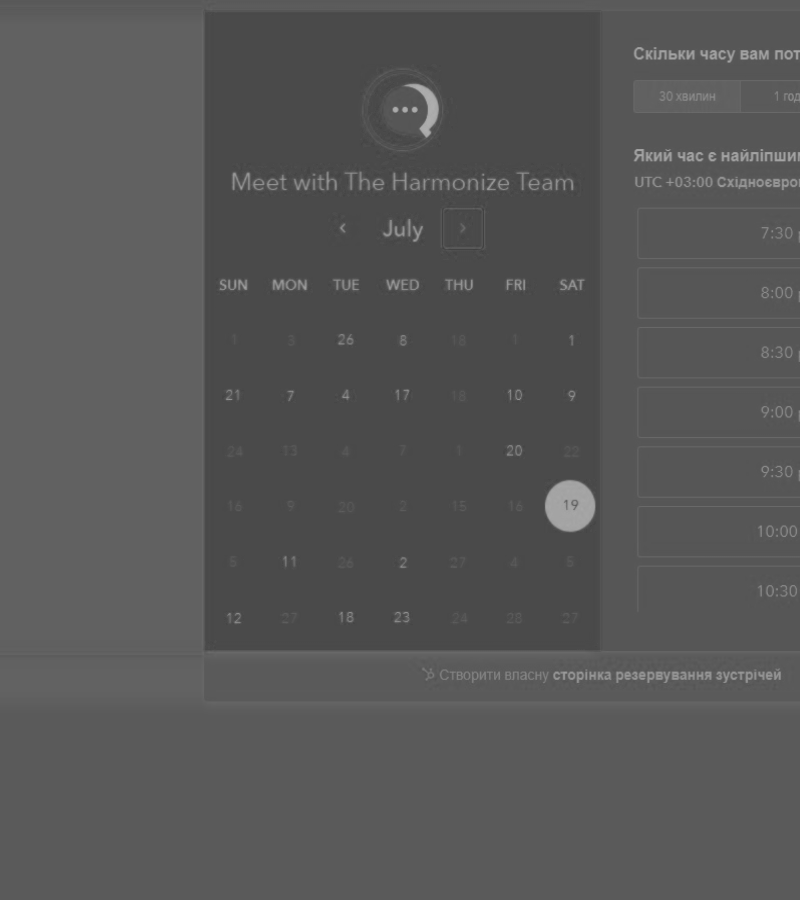 Meet with The Harmonize Team
July
SUN MON TUE WED THU FRI SAT
1 3 26 8 18 1 1
21 7 4 17 18 10 9
24 13 4 7 1 20 22
16 9 20 2 15 16 19
5 11 26 2 27 4 5
12 27 18 23 24 28 27
Скільки часу вам
30 хвилин 1
Який час є
UTC +03:00
7:30
8:00
8:30
9:00
9:30
10:00
10:30
Створити власну сторінка резервування зустрічей